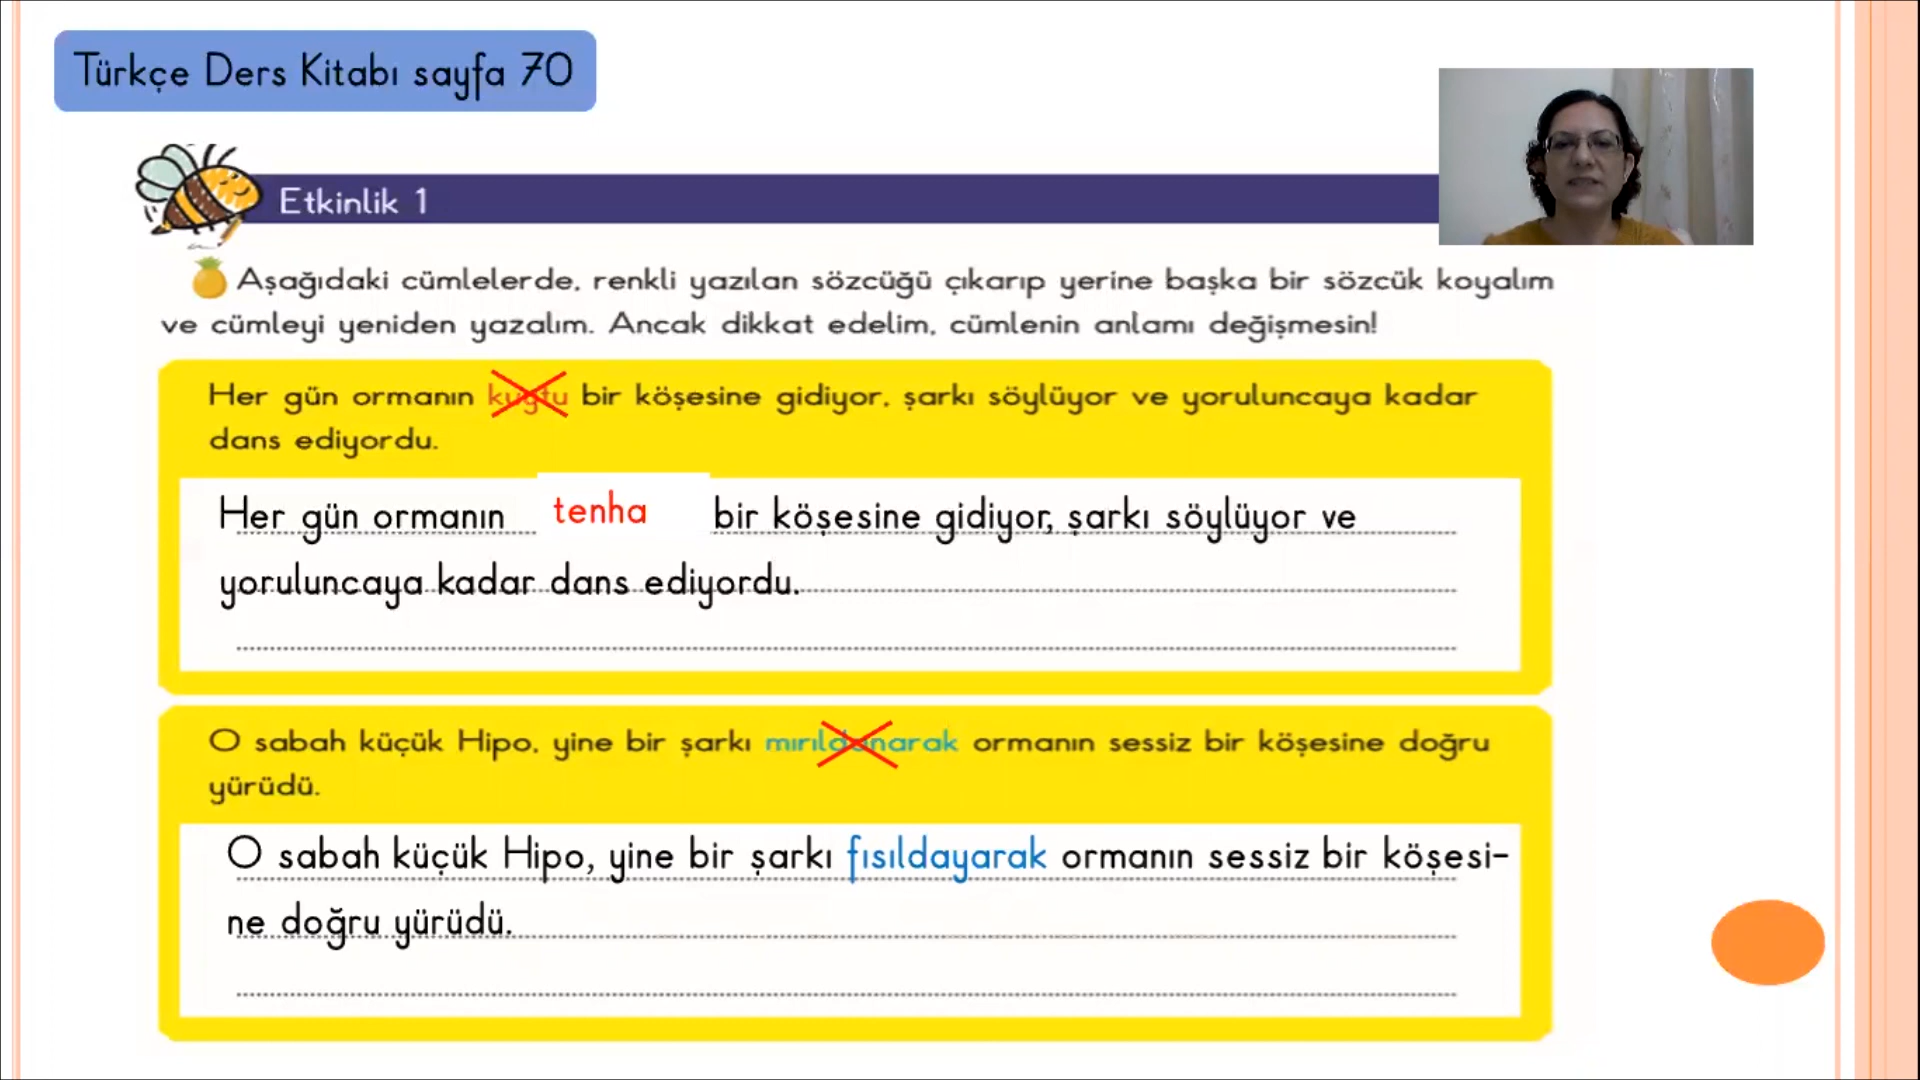 Türkçe Ders Kitabı sayfa 70
Etkinlik 1
Aşağıdaki cümlelerde, renkli yazılan sözcüğü çıkarıp yerine başka bir sözcük koyalım
ve cümleyi yeniden yazalım. Ancak dikkat edelim, cümlenin anlamı değişmesin!
Her gün ormanın kuytu bir köşesine gidiyor, şarkı söylüyor ve yoruluncaya kadar
dans ediyordu.
Her gün ormanın tenha bir köşesine gidiyor, şarkı söylüyor ve
yoruluncaya kadar dans ediyordu.
O sabah küçük Hipo, yine bir şarkı mırıldanarak ormanın sessiz bir köşesine doğru
yürüdü.
O sabah küçük Hipo, yine bir şarkı fısıldayarak ormanın sessiz bir köşesi-
ne doğru yürüdü.